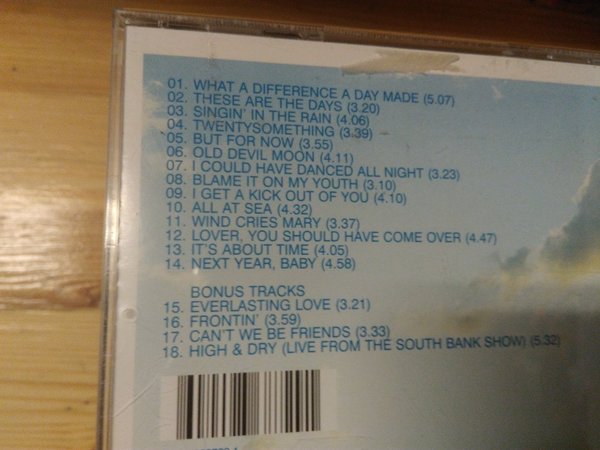 01. WHAT A DIFFERENCE A DAY MADE (5.07)
02. THESE ARE THE DAYS (3.20)
03. SINGIN' IN THE RAIN (4.06)
04. TWENTYSOMETHING (3.39)
05. BUT FOR NOW (3.55)
06. OLD DEVIL MOON (4.11)
07. I COULD HAVE DANCED ALL NIGHT (3.23)
08. BLAME IT ON MY YOUTH (3.10)
09. I GET A KICK OUT OF YOU (4.10)
10. ALL AT SEA (4.32)
11. WIND CRIES MARY (3.37)
12. LOVER, YOU SHOULD HAVE COME OVER (4.47)
13. IT'S ABOUT TIME (4.05)
14. NEXT YEAR, BABY (4.58)
BONUS TRACKS
15. EVERLASTING LOVE (3.21)
16. FRONTIN' (3.59)
17. CAN'T WE BE FRIENDS (3.33)
18. HIGH & DRY (LIVE FROM THE SOUTH BANK SHOW) (5.32)